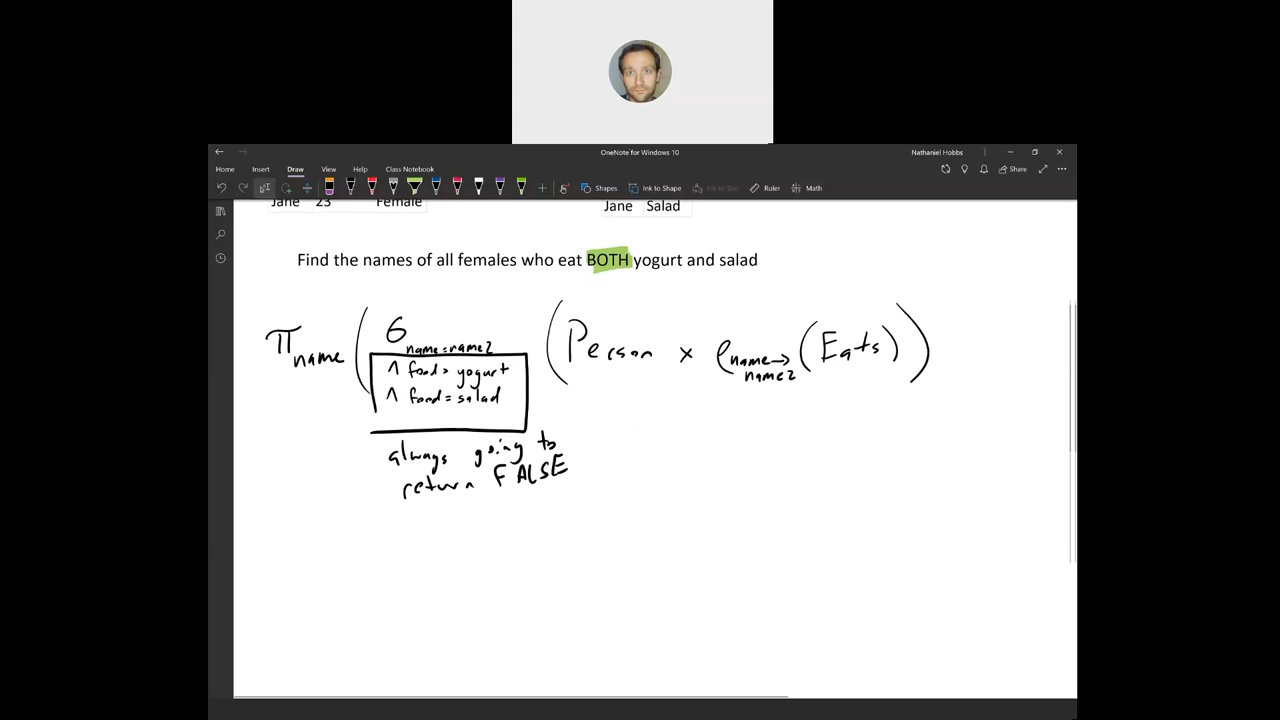 OneNote for Windows 10
Nathaniel Hobbs
Home Insert Draw View Help Class Notebook
Share
Shapes Ink to Shape Ink to Text Ruler Math
Jane 23 Female
Jane Salad
Find the names of all females who eat BOTH yogurt and salad
π name ( σ name=name2 ( Person × ρ name→name2 (Eats) )
∧ food=yogurt
∧ food=salad
always going to
return FALSE